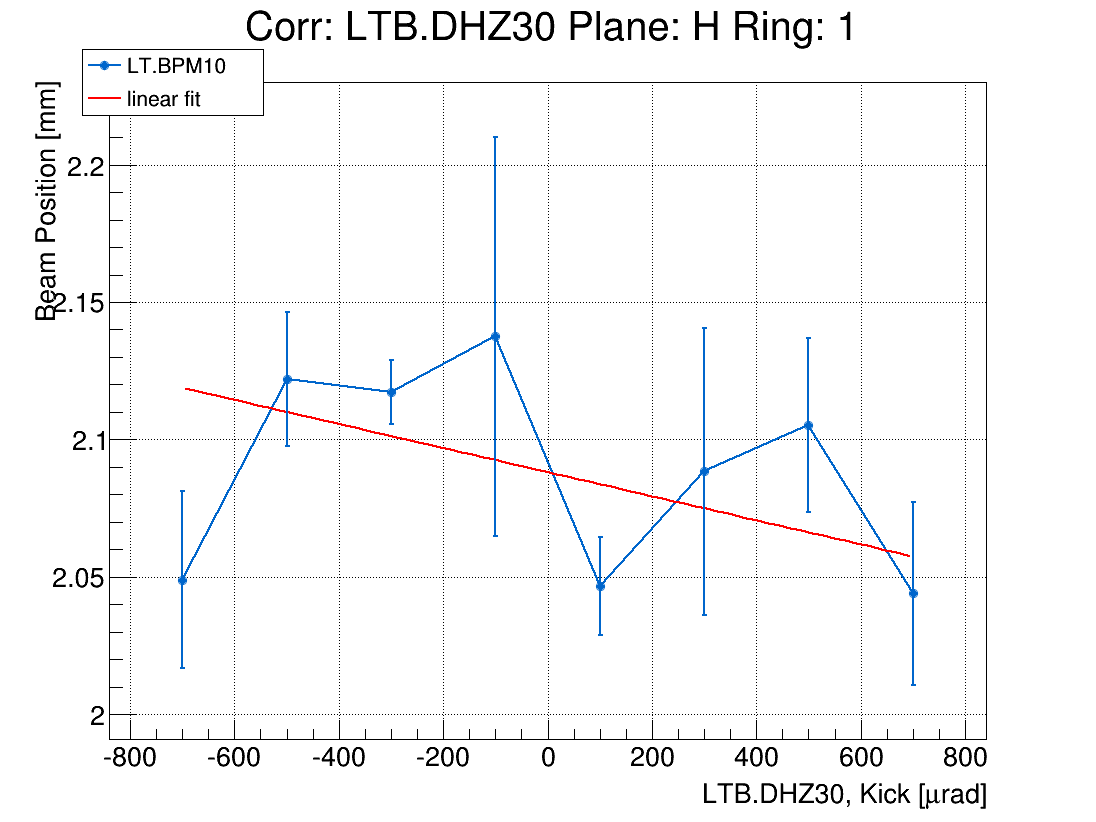 Corr: LTB.DHZ30 Plane: H Ring: 1
LT.BPM10
linear fit
Beam Position [mm]
2.2
2.15
2.1
2.05
2
-800 -600 -400 -200 0 200 400 600 800
LTB.DHZ30, Kick [μrad]